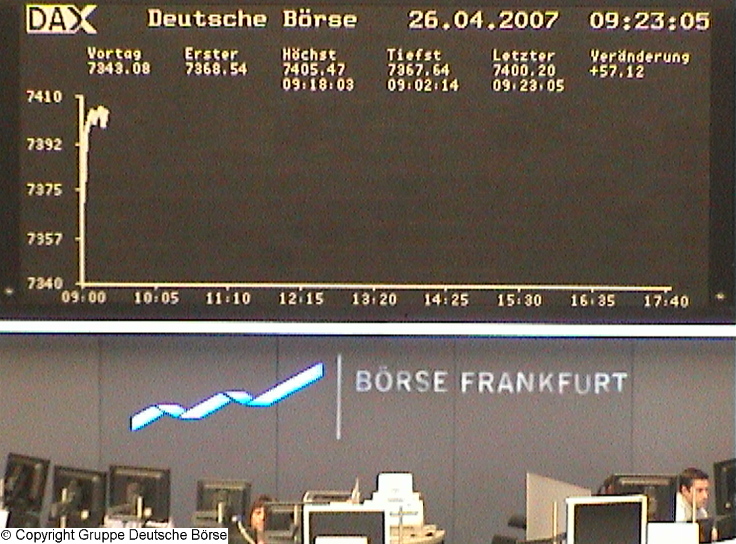 DAX Deutsche Börse 26.04.2007 09:23:05
Vortag Erster Höchst Tiefst Letzter Veränderung
7343.08 7368.54 7405.47 7367.64 7400.20 +57.12
09:18:03 09:02:14 09:23:05
7410
7392
7375
7357
7340
09:00 10:05 11:10 12:15 13:20 14:25 15:30 16:35 17:40
BÖRSE FRANKFURT
© Copyright Gruppe Deutsche Börse